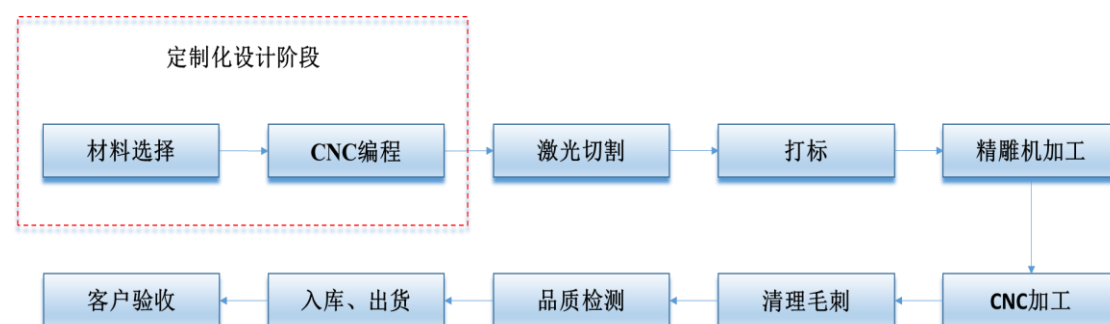 定制化设计阶段
材料选择
CNC编程
激光切割
打标
精雕机加工
CNC加工
清理毛刺
品质检测
入库、出货
客户验收